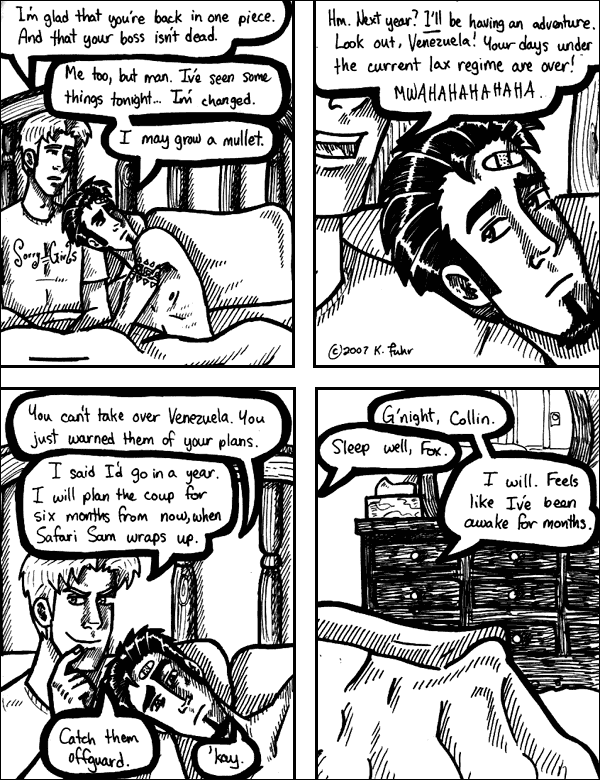 I'm glad that you're back in one piece.
And that your boss isn't dead.
Me too, but man. I've seen some
things tonight... I'm changed.
I may grow a mullet.
Sorry Girls
Hm. Next year? I'll be having an adventure.
Look out, Venezuela! Your days under
the current lax regime are over!
MWAHAHAHAHAHA.
©2007 K. Fuhr
You can't take over Venezuela. You
just warned them of your plans.
I said I'd go in a year.
I will plan the coup for
six months from now, when
Safari Sam wraps up.
Catch them
offguard.
'kay.
G'night, Collin.
Sleep well, Fox.
I will. Feels
like I've been
awake for months.